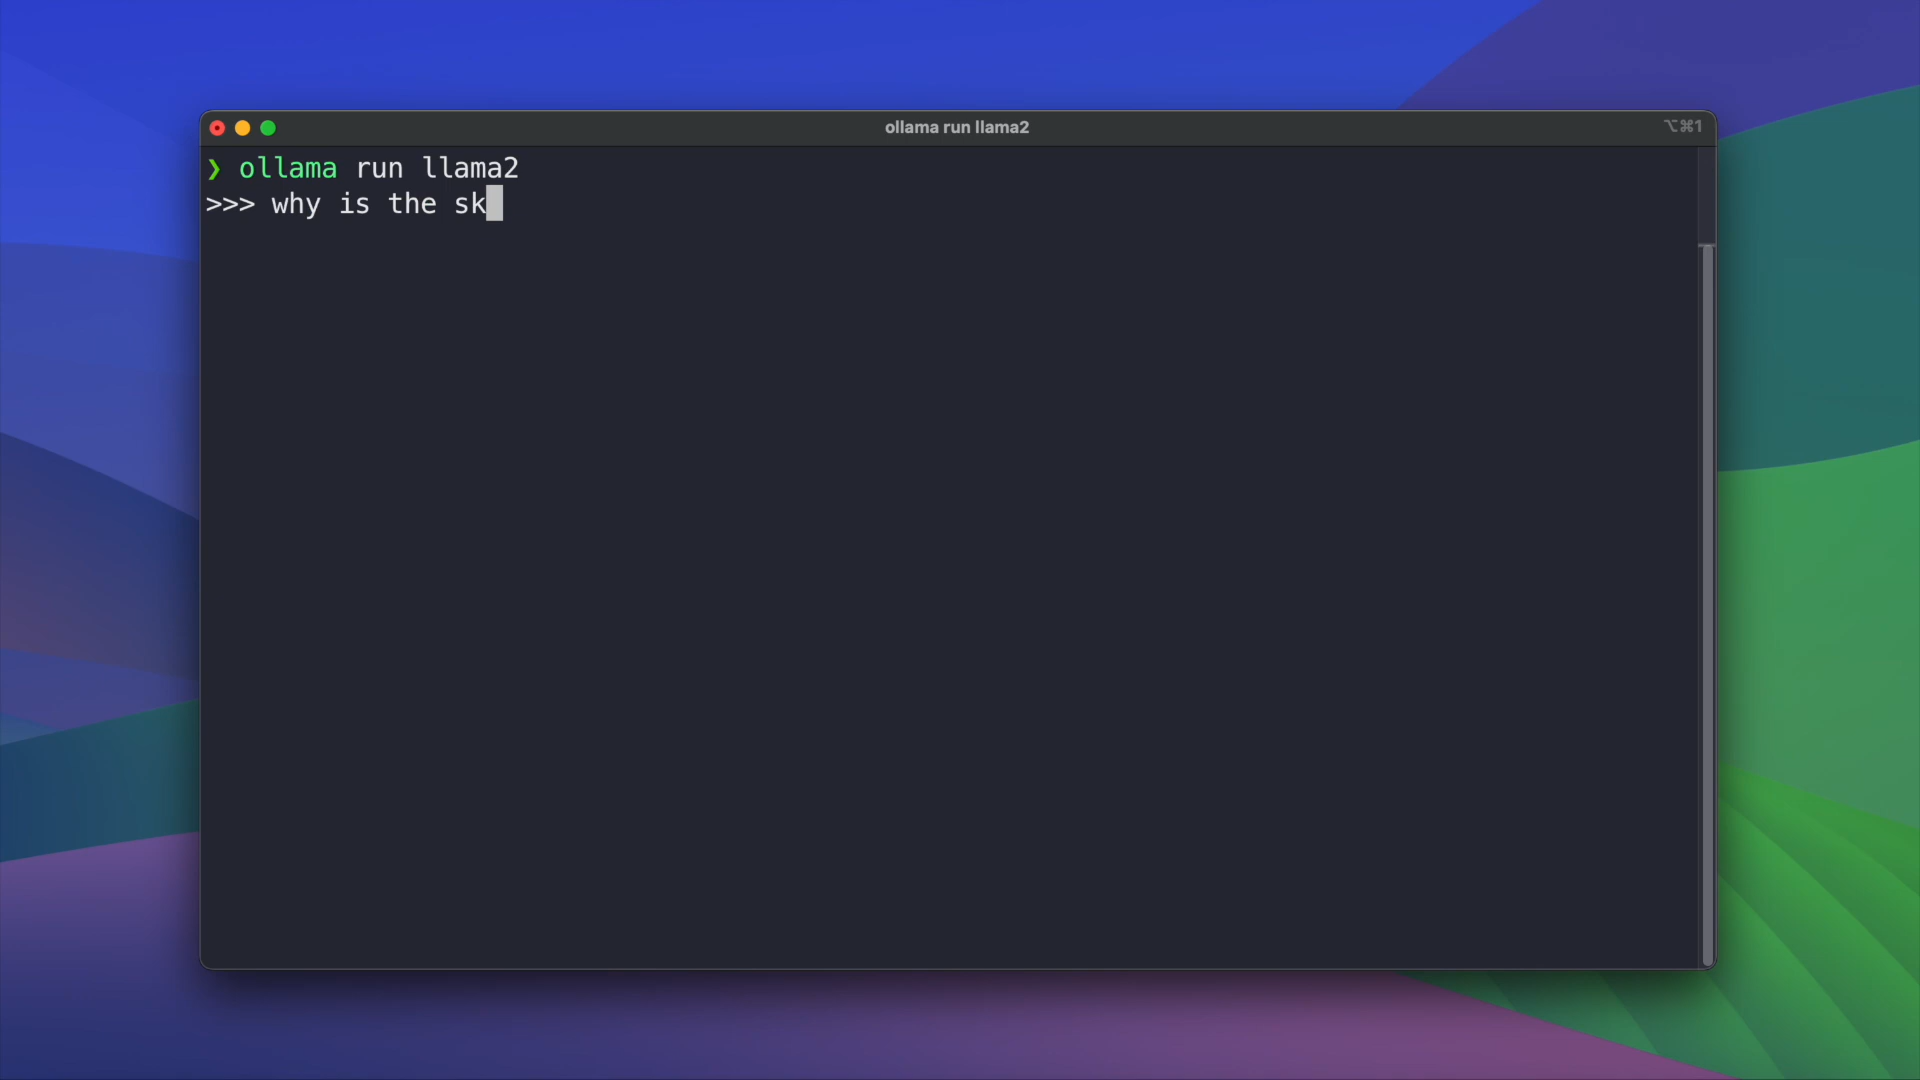 ollama run llama2
⌥⌘1
❯ ollama run llama2
>>> why is the sk